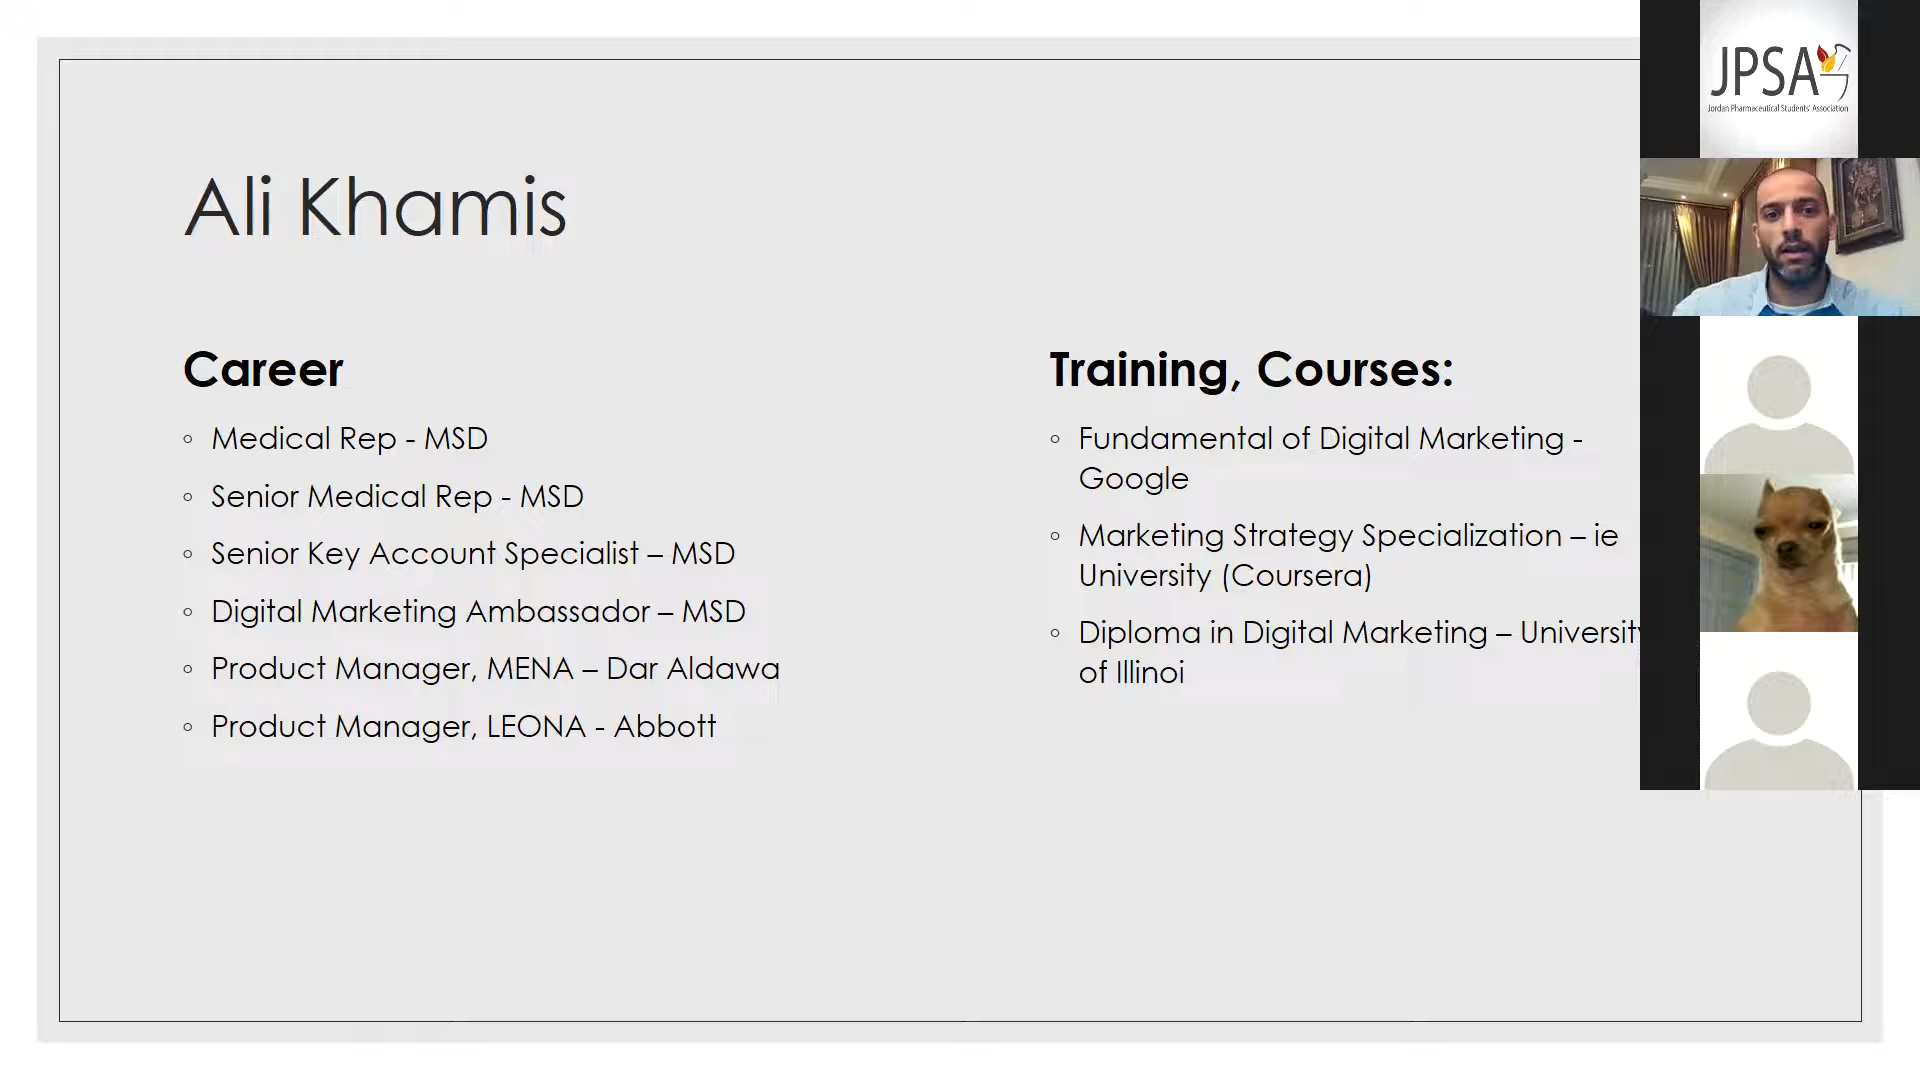 Ali Khamis
Career
Medical Rep - MSD
Senior Medical Rep - MSD
Senior Key Account Specialist – MSD
Digital Marketing Ambassador – MSD
Product Manager, MENA – Dar Aldawa
Product Manager, LEONA - Abbott
Training, Courses:
Fundamental of Digital Marketing -
Google
Marketing Strategy Specialization – ie
University (Coursera)
Diploma in Digital Marketing – University
of Illinoi
JPSA
Jordan Pharmaceutical Students' Association